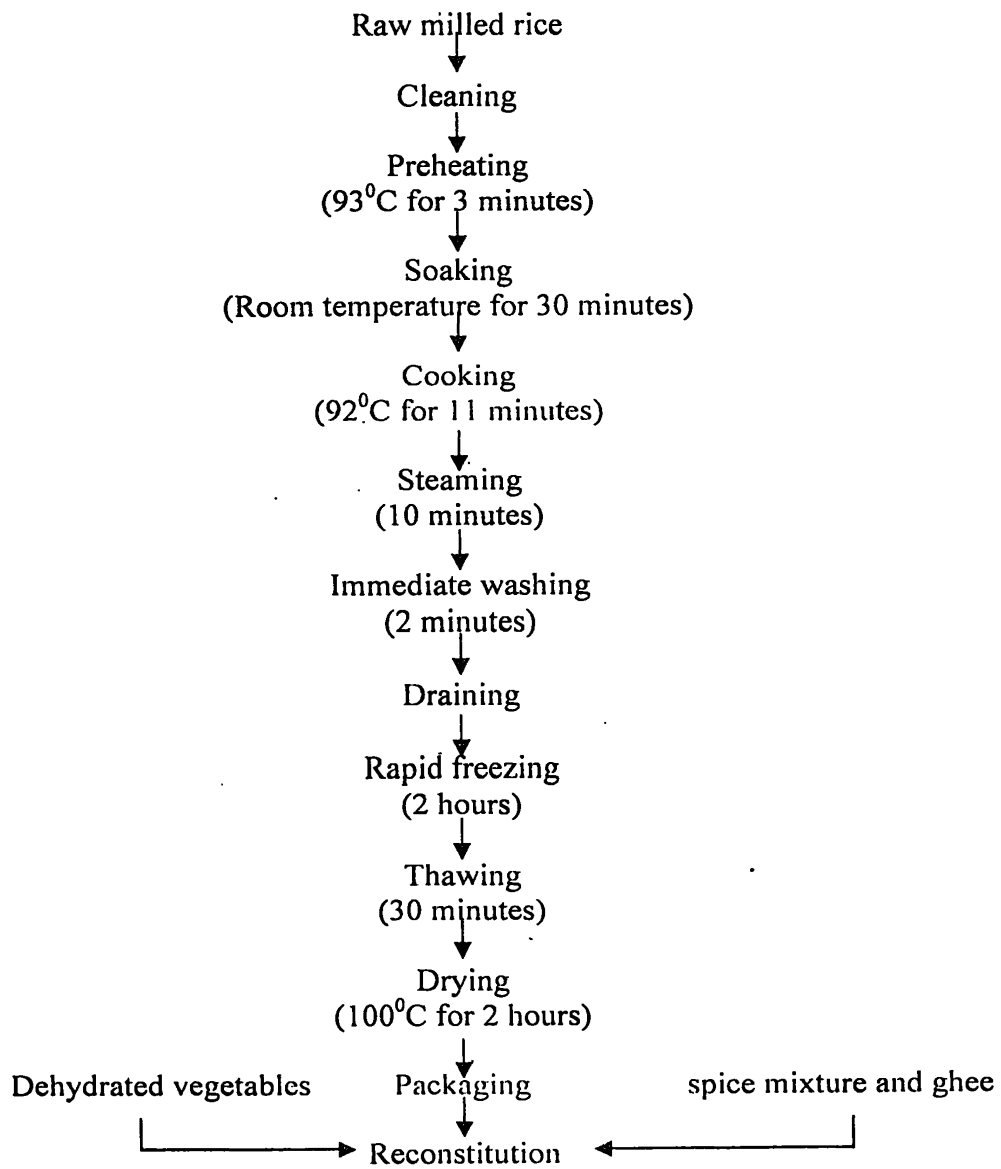 Raw milled rice
Cleaning
Preheating
(93⁰C for 3 minutes)
Soaking
(Room temperature for 30 minutes)
Cooking
(92⁰C for 11 minutes)
Steaming
(10 minutes)
Immediate washing
(2 minutes)
Draining
Rapid freezing
(2 hours)
Thawing
(30 minutes)
Drying
(100⁰C for 2 hours)
Dehydrated vegetables Packaging spice mixture and ghee
Reconstitution